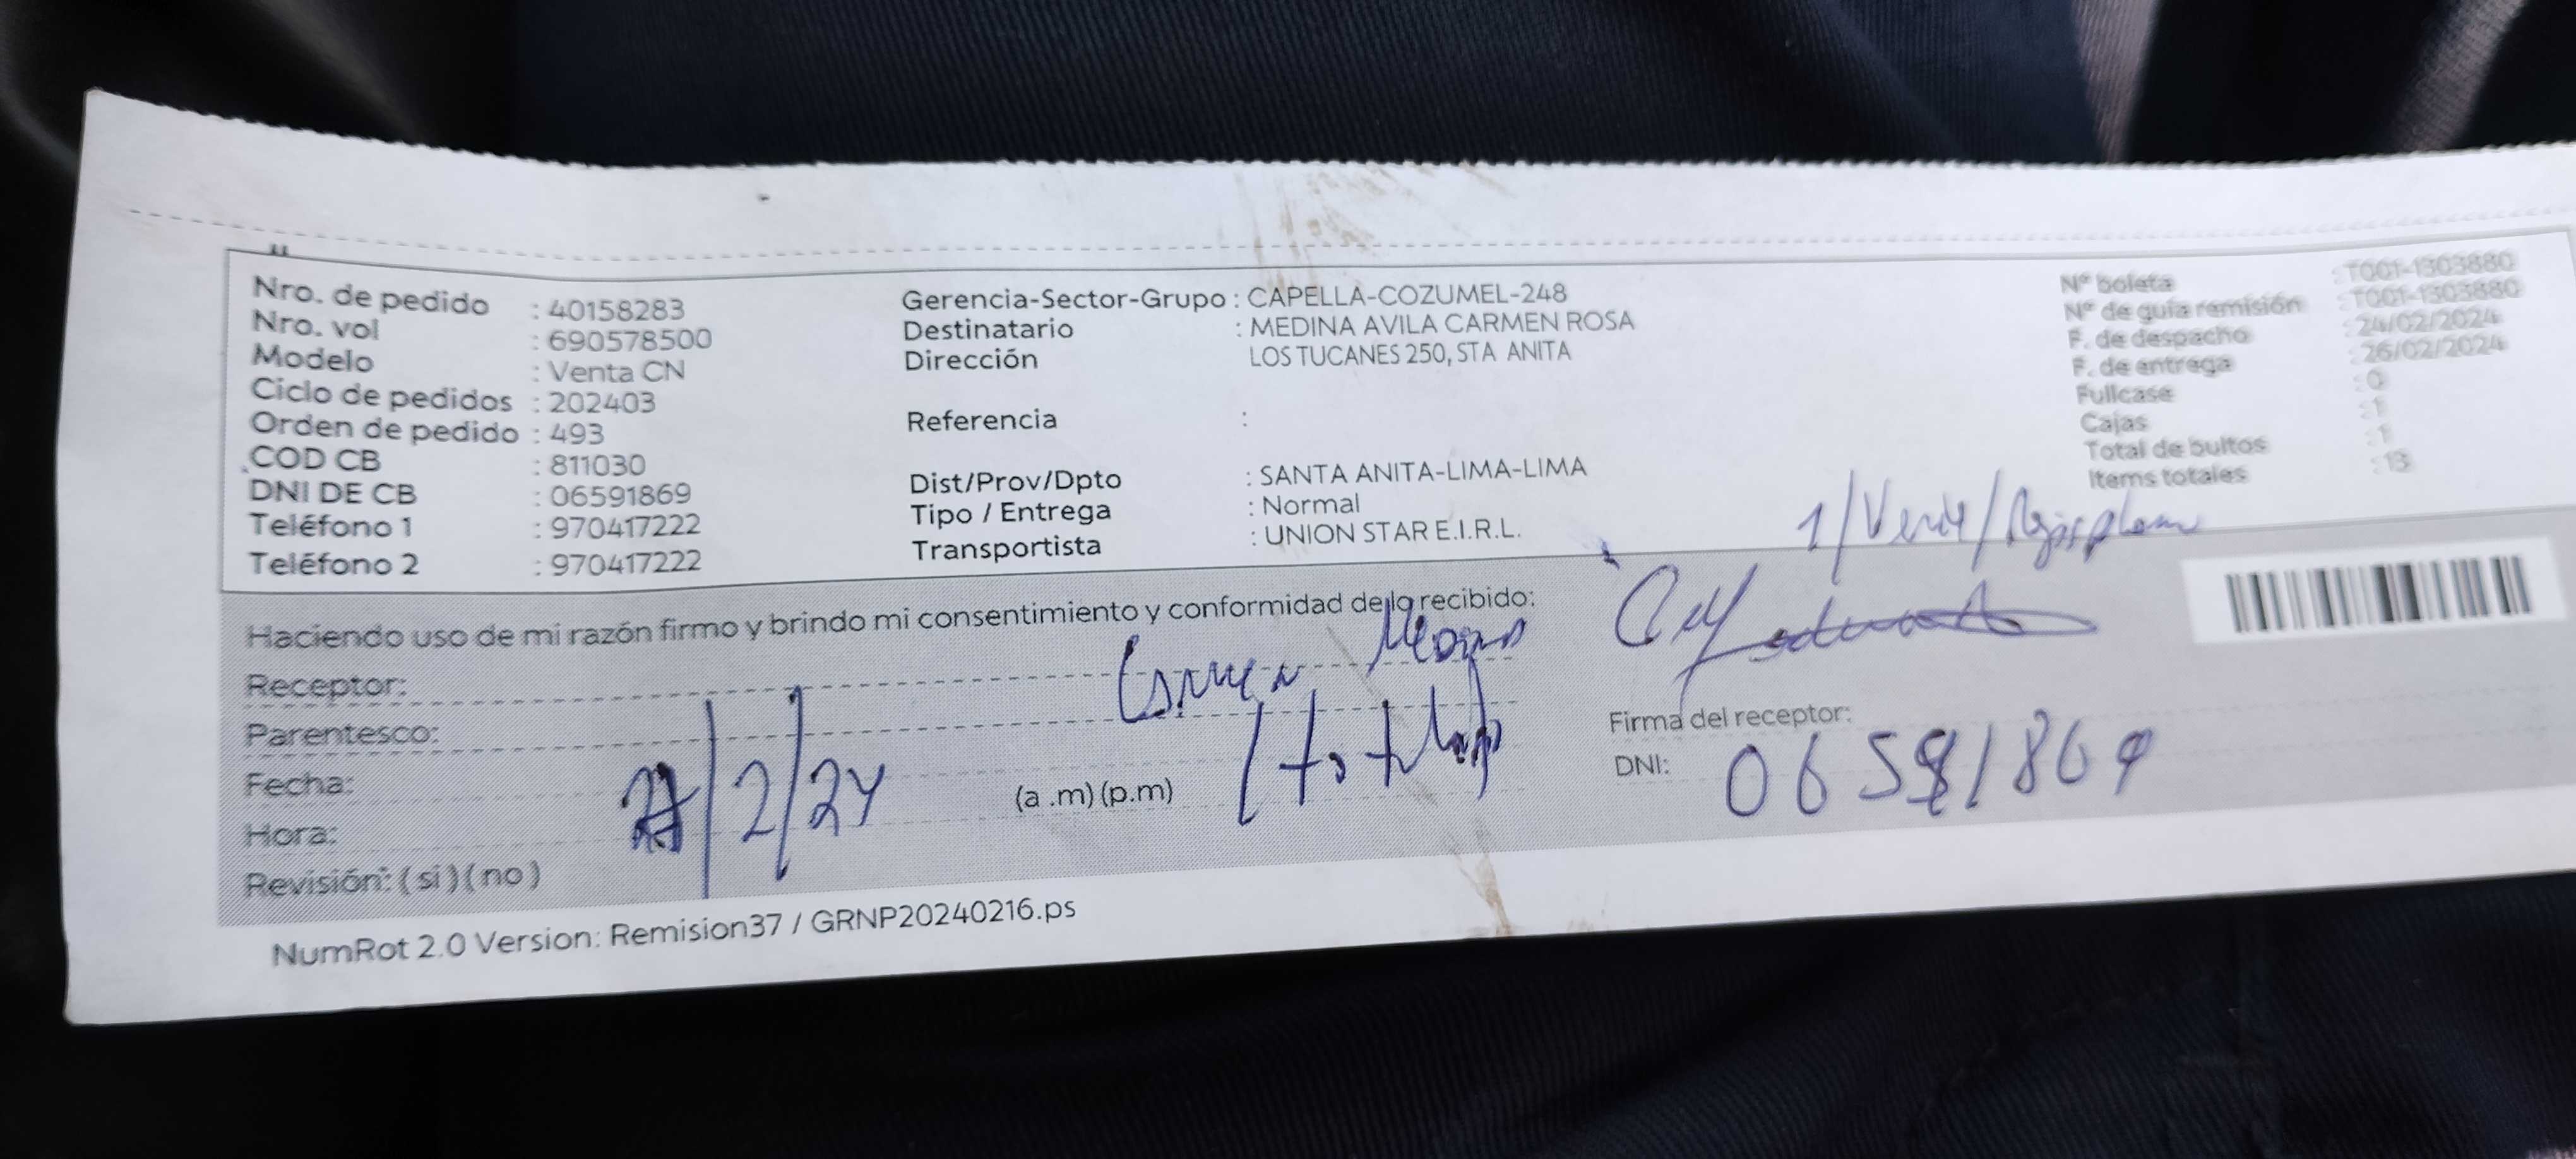 Nro. de pedido : 40158283
Nro. vol : 690578500
Modelo : Venta CN
Ciclo de pedidos : 202403
Orden de pedido : 493
COD CB : 811030
DNI DE CB : 06591869
Teléfono 1 : 970417222
Teléfono 2 : 970417222
Gerencia-Sector-Grupo : CAPELLA-COZUMEL-248
Destinatario : MEDINA AVILA CARMEN ROSA
Dirección LOS TUCANES 250, STA ANITA
Referencia :
Dist/Prov/Dpto : SANTA ANITA-LIMA-LIMA
Tipo / Entrega : Normal
Transportista : UNION STAR E.I.R.L.
N° boleta : T001-1303880
N° de guía remisión : T001-1303880
F. de despacho : 24/02/2024
F. de entrega : 26/02/2024
Fullcase : 0
Cajas : 1
Total de bultos : 1
Items totales : 13
1/Verde/
Haciendo uso de mi razón firmo y brindo mi consentimiento y conformidad de lo recibido:
Receptor: Carmen Medina
Parentesco:
Fecha: /2/24
Hora: (a .m) (p.m)
Revisión: (si) (no)
Firma del receptor:
DNI: 06591869
NumRot 2.0 Version: Remision37 / GRNP20240216.ps